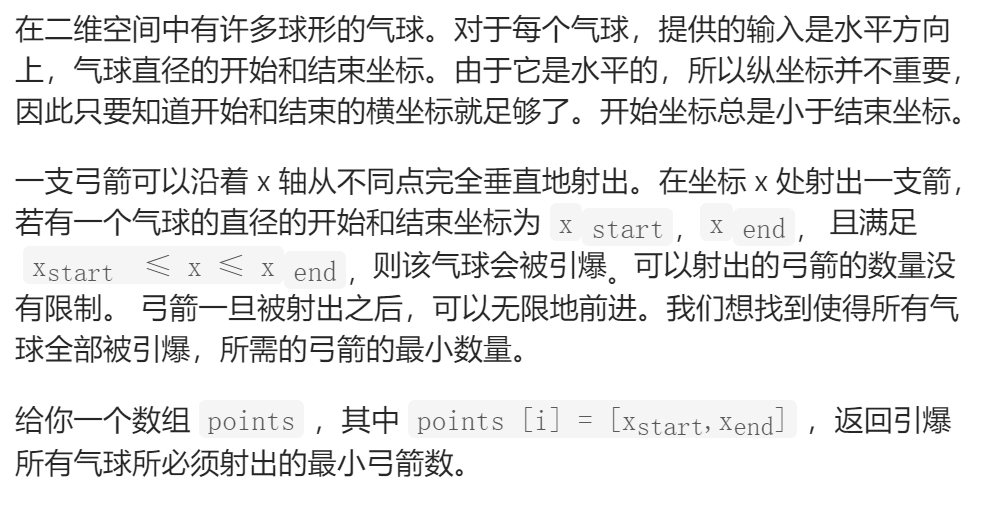 在二维空间中有许多球形的气球。对于每个气球，提供的输入是水平方向
上，气球直径的开始和结束坐标。由于它是水平的，所以纵坐标并不重要，
因此只要知道开始和结束的横坐标就足够了。开始坐标总是小于结束坐标。
一支弓箭可以沿着 x 轴从不同点完全垂直地射出。在坐标 x 处射出一支箭，
若有一个气球的直径的开始和结束坐标为 x start， x end， 且满足
xstart ≤ x ≤ x end，则该气球会被引爆。可以射出的弓箭的数量没
有限制。 弓箭一旦被射出之后，可以无限地前进。我们想找到使得所有气
球全部被引爆，所需的弓箭的最小数量。
给你一个数组 points ，其中 points [i] = [xstart,xend] ，返回引爆
所有气球所必须射出的最小弓箭数。